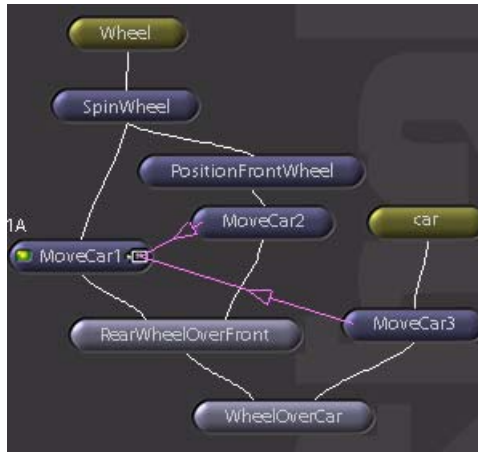 Wheel
SpinWheel
PositionFrontWheel
MoveCar2
car
1A
MoveCar1
RearWheelOverFront
MoveCar3
WheelOverCar